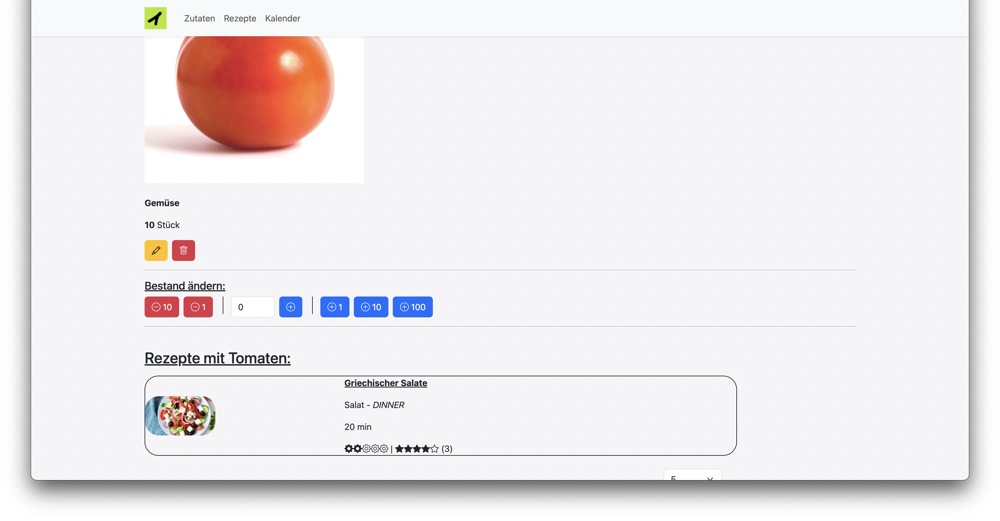 Zutaten Rezepte Kalender
Gemüse
10 Stück
Bestand ändern:
10 1 0 1 10 100
Rezepte mit Tomaten:
Griechischer Salate
Salat - DINNER
20 min
| (3)
5